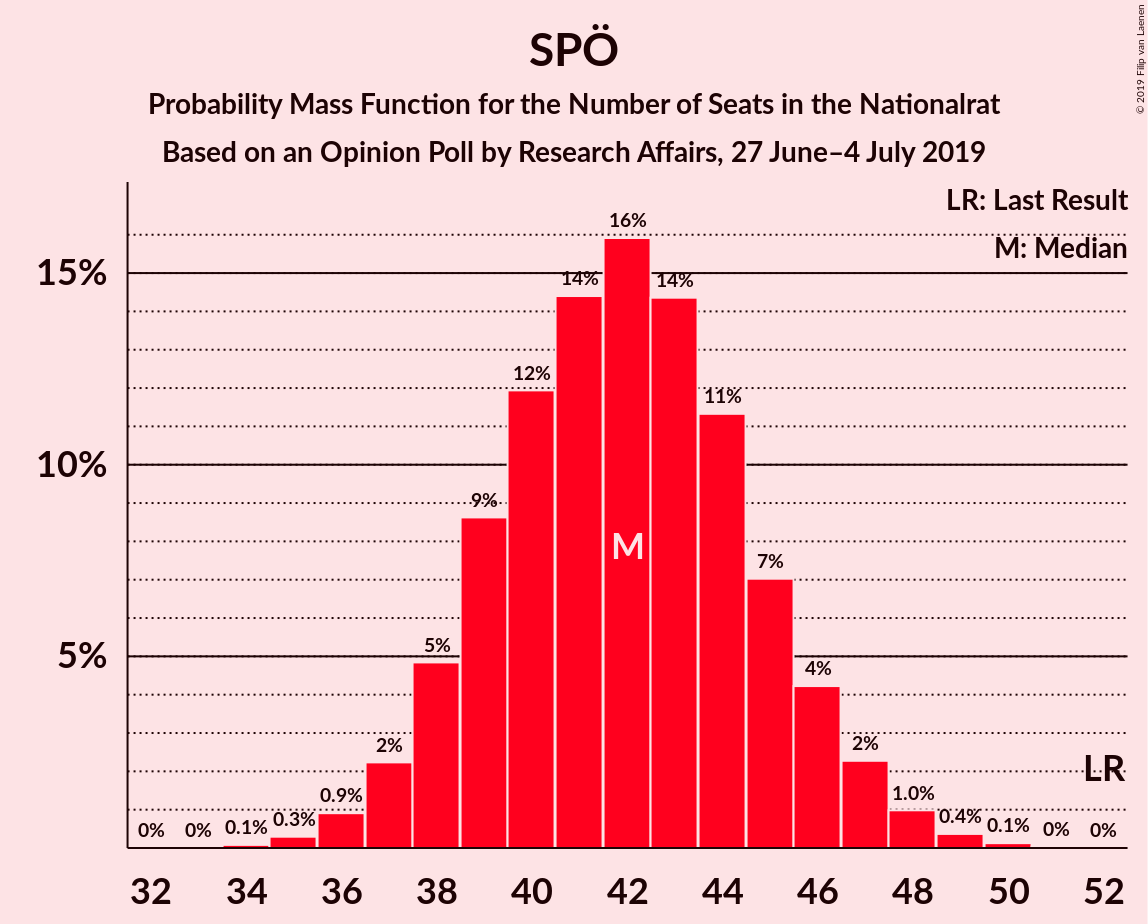 SPÖ
Probability Mass Function for the Number of Seats in the Nationalrat
Based on an Opinion Poll by Research Affairs, 27 June–4 July 2019
© 2019 Filip van Laenen
LR: Last Result
M: Median
15%
10%
5%
0%
0%
0.1%
0.3%
0.9%
2%
5%
9%
12%
14%
16%
14%
11%
7%
4%
2%
1.0%
0.4%
0.1%
0%
0%
M
LR
32 34 36 38 40 42 44 46 48 50 52